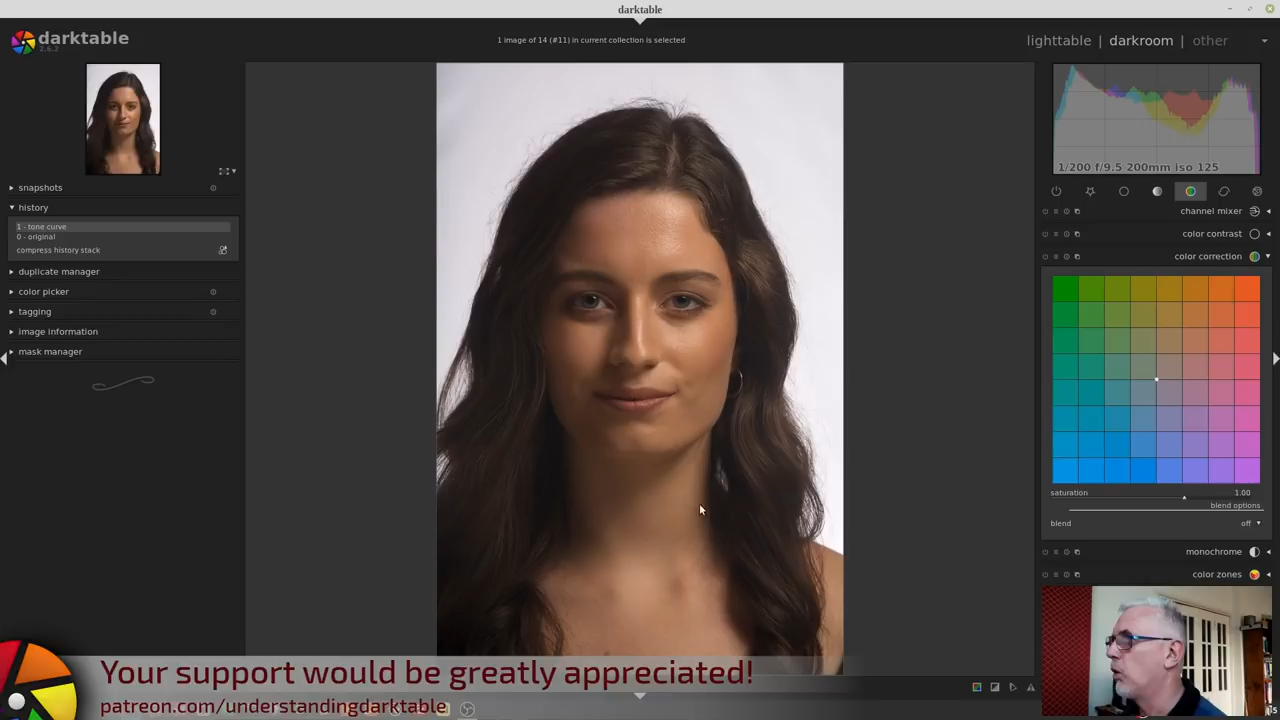 darktable
darktable
2.6.2
1 image of 14 (#11) in current collection is selected
lighttable | darkroom | other
1/200 f/9.5 200mm iso 125
snapshots
history
1 - tone curve
0 - original
compress history stack
duplicate manager
color picker
tagging
image information
mask manager
channel mixer
color contrast
color correction
saturation 1.00
blend options
blend off
monochrome
color zones
Your support would be greatly appreciated!
patreon.com/understandingdarktable